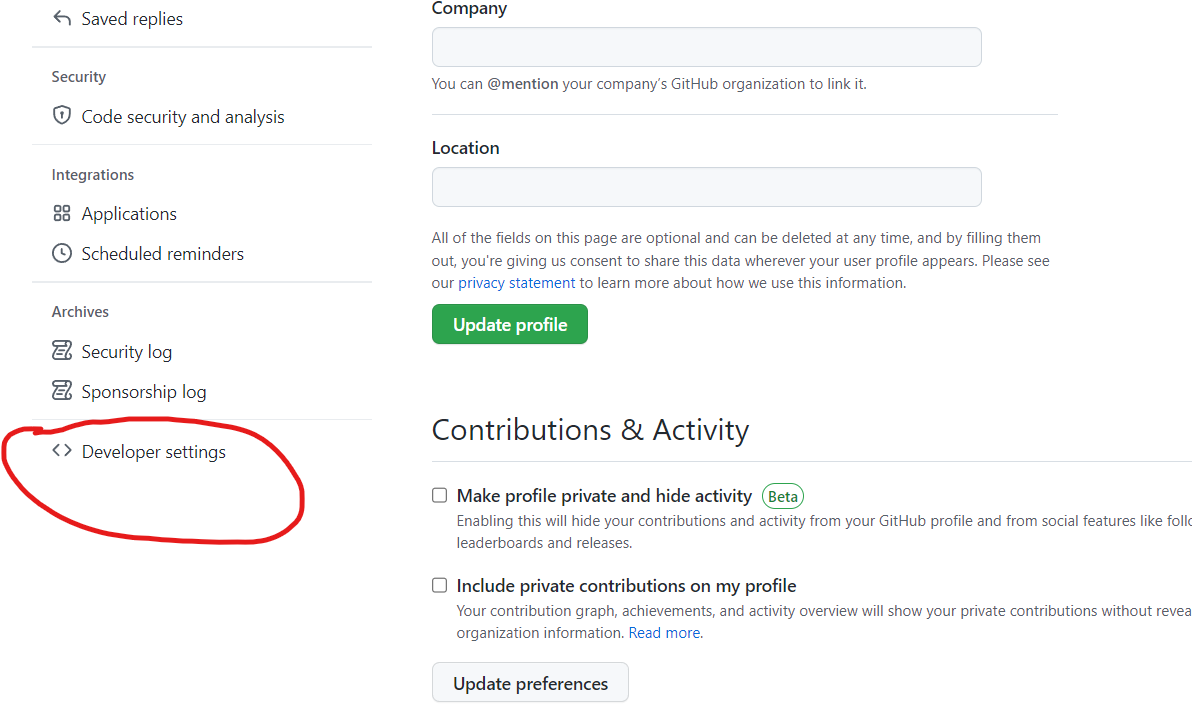 Saved replies
Security
Code security and analysis
Integrations
Applications
Scheduled reminders
Archives
Security log
Sponsorship log
Developer settings
Company
You can @mention your company's GitHub organization to link it.
Location
All of the fields on this page are optional and can be deleted at any time, and by filling them
out, you're giving us consent to share this data wherever your user profile appears. Please see
our privacy statement to learn more about how we use this information.
Update profile
Contributions & Activity
Make profile private and hide activity Beta
Enabling this will hide your contributions and activity from your GitHub profile and from social features like
leaderboards and releases.
Include private contributions on my profile
Your contribution graph, achievements, and activity overview will show your private contributions without
organization information. Read more.
Update preferences